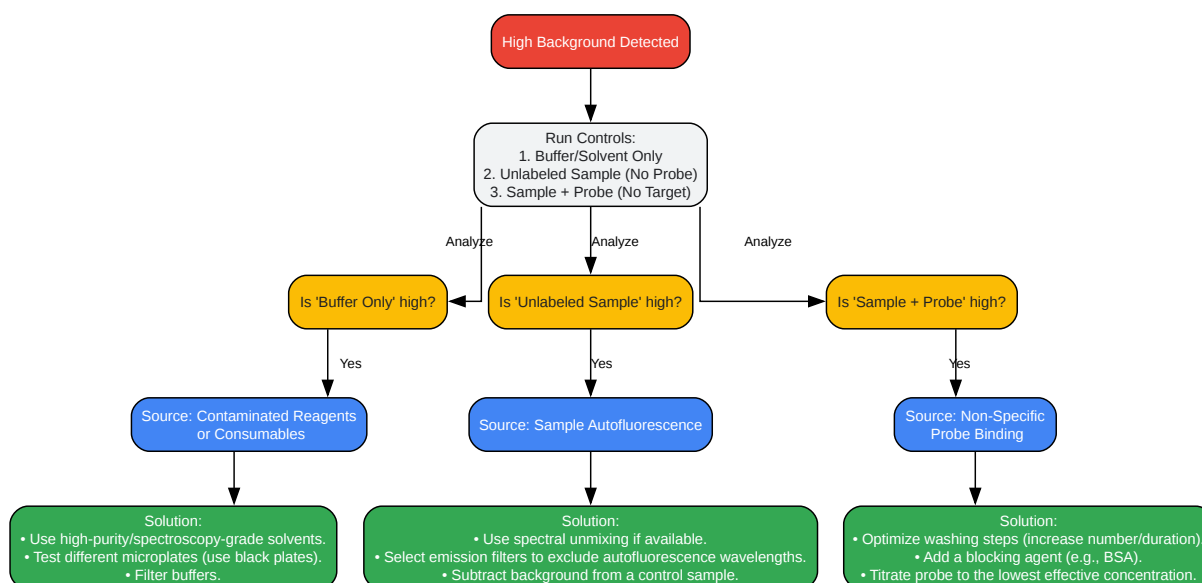 High Background Detected
Run Controls:
1. Buffer/Solvent Only
2. Unlabeled Sample (No Probe)
3. Sample + Probe (No Target)
Analyze
Analyze
Analyze
Is 'Buffer Only' high?
Is 'Unlabeled Sample' high?
Is 'Sample + Probe' high?
Yes
Yes
Yes
Source: Contaminated Reagents
or Consumables
Source: Sample Autofluorescence
Source: Non-Specific
Probe Binding
Solution:
• Use high-purity/spectroscopy-grade solvents.
• Test different microplates (use black plates).
• Filter buffers.
Solution:
• Use spectral unmixing if available.
• Select emission filters to exclude autofluorescence wavelengths.
• Subtract background from a control sample.
Solution:
• Optimize washing steps (increase number/duration).
• Add a blocking agent (e.g., BSA).
• Titrate probe to the lowest effective concentration.